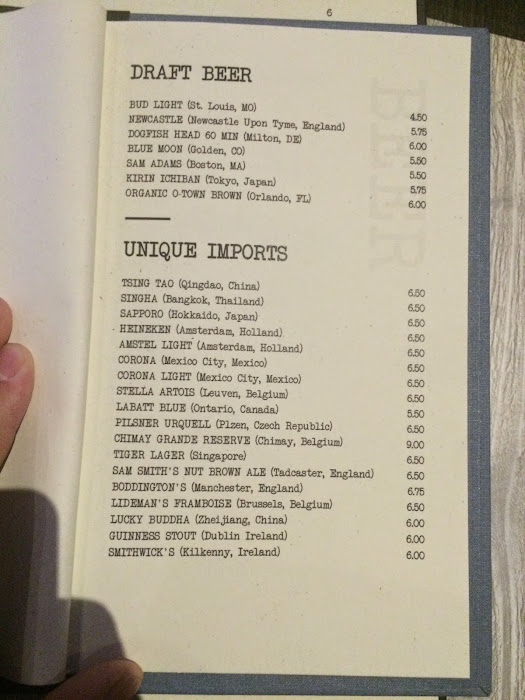 6
DRAFT BEER
BUD LIGHT (St. Louis, MO) 4.50
NEWCASTLE (Newcastle Upon Tyme, England) 5.75
DOGFISH HEAD 60 MIN (Milton, DE) 6.00
BLUE MOON (Golden, CO) 5.50
SAM ADAMS (Boston, MA) 5.50
KIRIN ICHIBAN (Tokyo, Japan) 5.75
ORGANIC O-TOWN BROWN (Orlando, FL) 6.00
UNIQUE IMPORTS
TSING TAO (Qingdao, China) 6.50
SINGHA (Bangkok, Thailand) 6.50
SAPPORO (Hokkaido, Japan) 6.50
HEINEKEN (Amsterdam, Holland) 6.50
AMSTEL LIGHT (Amsterdam, Holland) 6.50
CORONA (Mexico City, Mexico) 6.50
CORONA LIGHT (Mexico City, Mexico) 6.50
STELLA ARTOIS (Leuven, Belgium) 6.50
LABATT BLUE (Ontario, Canada) 5.50
PILSNER URQUELL (Plzen, Czech Republic) 6.50
CHIMAY GRANDE RESERVE (Chimay, Belgium) 9.00
TIGER LAGER (Singapore) 6.50
SAM SMITH'S NUT BROWN ALE (Tadcaster, England) 6.50
BODDINGTON'S (Manchester, England) 6.75
LIDEMAN'S FRAMBOISE (Brussels, Belgium) 6.50
LUCKY BUDDHA (Zheijiang, China) 6.00
GUINNESS STOUT (Dublin Ireland) 6.00
SMITHWICK'S (Kilkenny, Ireland) 6.00
BEER